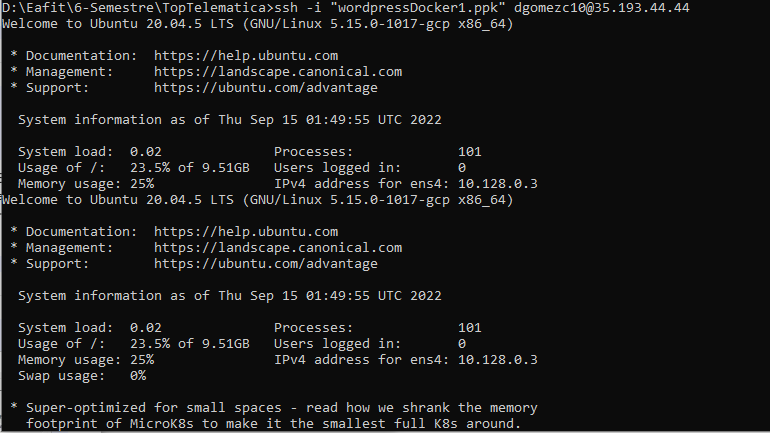 D:\Eafit\6-Semestre\TopTelematica>ssh -i "wordpressDocker1.ppk" dgomezc10@35.193.44.44
Welcome to Ubuntu 20.04.5 LTS (GNU/Linux 5.15.0-1017-gcp x86_64)
* Documentation: https://help.ubuntu.com
* Management: https://landscape.canonical.com
* Support: https://ubuntu.com/advantage
System information as of Thu Sep 15 01:49:55 UTC 2022
System load: 0.02 Processes: 101
Usage of /: 23.5% of 9.51GB Users logged in: 0
Memory usage: 25% IPv4 address for ens4: 10.128.0.3
Welcome to Ubuntu 20.04.5 LTS (GNU/Linux 5.15.0-1017-gcp x86_64)
* Documentation: https://help.ubuntu.com
* Management: https://landscape.canonical.com
* Support: https://ubuntu.com/advantage
System information as of Thu Sep 15 01:49:55 UTC 2022
System load: 0.02 Processes: 101
Usage of /: 23.5% of 9.51GB Users logged in: 0
Memory usage: 25% IPv4 address for ens4: 10.128.0.3
Swap usage: 0%
* Super-optimized for small spaces - read how we shrank the memory
footprint of MicroK8s to make it the smallest full K8s around.